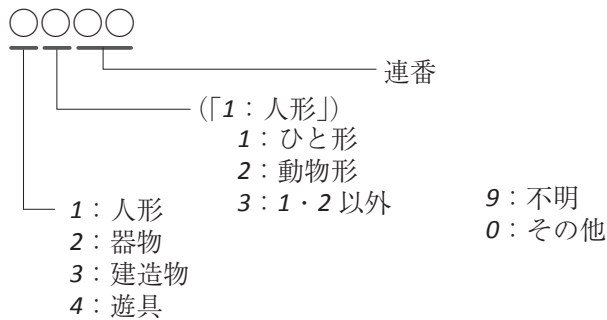 ○○○○
連番
(「1：人形」)
1：ひと形
2：動物形
3：1・2以外
1：人形
2：器物
3：建造物
4：遊具
9：不明
0：その他